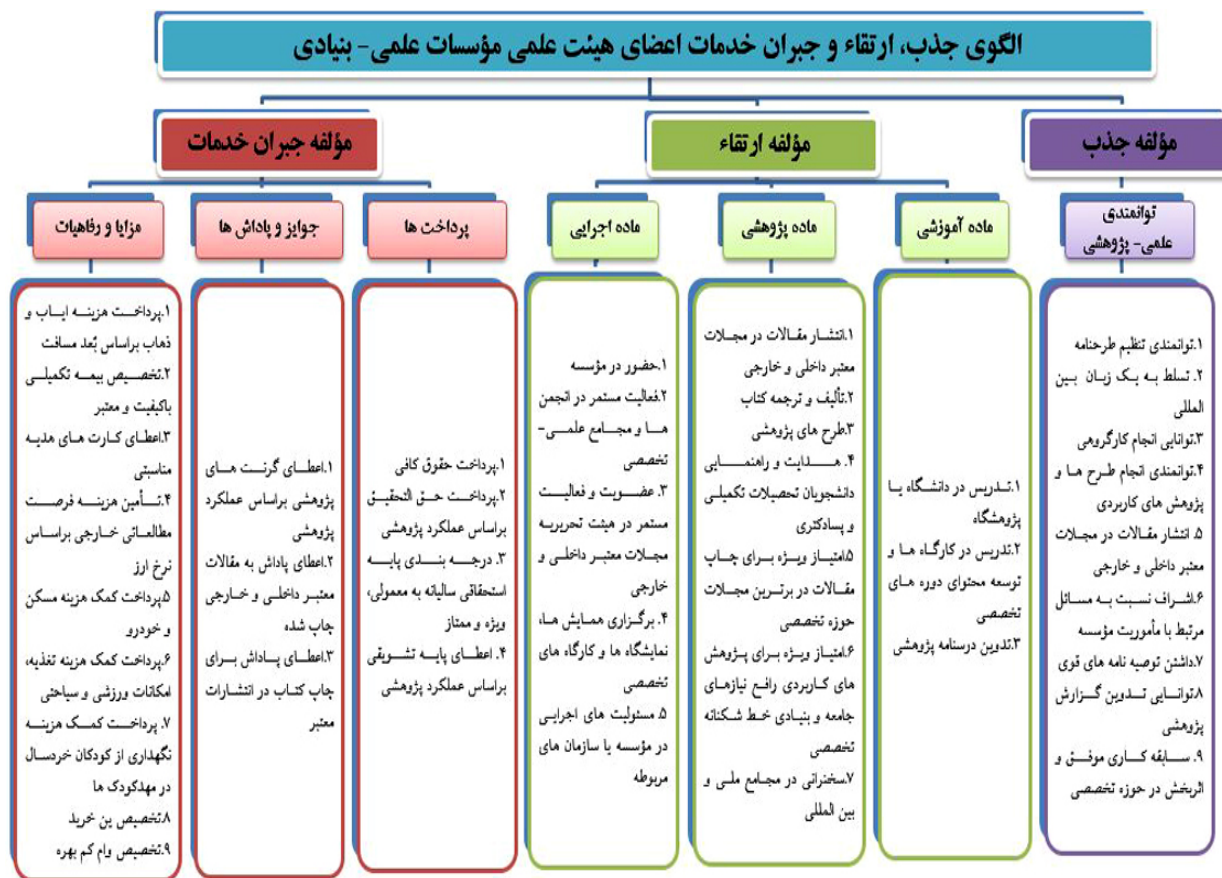 الگوی جذب، ارتقاء و جبران خدمات اعضای هیئت علمی مؤسسات علمی- بنیادی
مؤلفه جذب
مؤلفه ارتقاء
مؤلفه جبران خدمات
توانمندی
علمی- پژوهشی
ماده آموزشی
ماده پژوهشی
ماده اجرایی
پرداخت ها
جوایز و پاداش ها
مزایا و رفاهیات
۱.توانمندی تنظیم طرحنامه
۲. تسلط به یک زبان بین
المللی
۳.توانایی انجام کارگروهی
۴.توانمندی انجام طرح ها و
پژوهش های کاربردی
۵. انتشار مقالات در مجلات
معتبر داخلی و خارجی
۶.اشراف نسبت به مسائل
مرتبط با مأموریت مؤسسه
۷.داشتن توصیه نامه های قوی
۸.توانایی تدوین گزارش
پژوهشی
۹. سابقه کاری موفق و
اثربخش در حوزه تخصصی
۱.تدریس در دانشگاه یا
پژوهشگاه
۲.تدریس در کارگاه ها و
توسعه محتوای دوره های
تخصصی
۳.تدوین درسنامه پژوهشی
۱.انتشار مقالات در مجلات
معتبر داخلی و خارجی
۲.تألیف و ترجمه کتاب
۳.طرح های پژوهشی
۴. هدایت و راهنمایی
دانشجویان تحصیلات تکمیلی
و پسادکتری
۵.امتیاز ویژه برای چاپ
مقالات در برترین مجلات
حوزه تخصصی
۶.امتیاز ویژه برای پژوهش
های کاربردی رافع نیازهای
جامعه و بنیادی خط شکنانه
تخصصی
۷.سخنرانی در مجامع ملی و
بین المللی
۱.حضور در مؤسسه
۲.فعالیت مستمر در انجمن
ها و مجامع علمی-
تخصصی
۳. عضویت و فعالیت
مستمر در هیئت تحریریه
مجلات معتبر داخلی و
خارجی
۴. برگزاری همایش ها،
نمایشگاه ها و کارگاه های
تخصصی
۵. مسئولیت های اجرایی
در مؤسسه یا سازمان های
مربوطه
۱.پرداخت حقوق کافی
۲.پرداخت حق التحقیق
براساس عملکرد پژوهشی
۳. درجه بندی پایه
استحقاقی سالیانه به معمولی،
ویژه و ممتاز
۴. اعطای پایه تشویقی
براساس عملکرد پژوهشی
۱.اعطای گرنت های
پژوهشی براساس عملکرد
پژوهشی
۲.اعطای پاداش به مقالات
معتبر داخلی و خارجی
چاپ شده
۳.اعطای پاداش برای
چاپ کتاب در انتشارات
معتبر
۱.پرداخت هزینه ایاب و
ذهاب براساس بُعد مسافت
۲.تخصیص بیمه تکمیلی
باکیفیت و معتبر
۳.اعطای کارت های هدیه
مناسبتی
۴.تأمین هزینه فرصت
مطالعاتی خارجی براساس
نرخ ارز
۵.پرداخت کمک هزینه مسکن
و خودرو
۶.پرداخت کمک هزینه تغذیه،
امکانات ورزشی و سیاحتی
۷. پرداخت کمک هزینه
نگهداری از کودکان خردسال
در مهدکودک ها
۸.تخصیص بن خرید
۹.تخصیص وام کم بهره